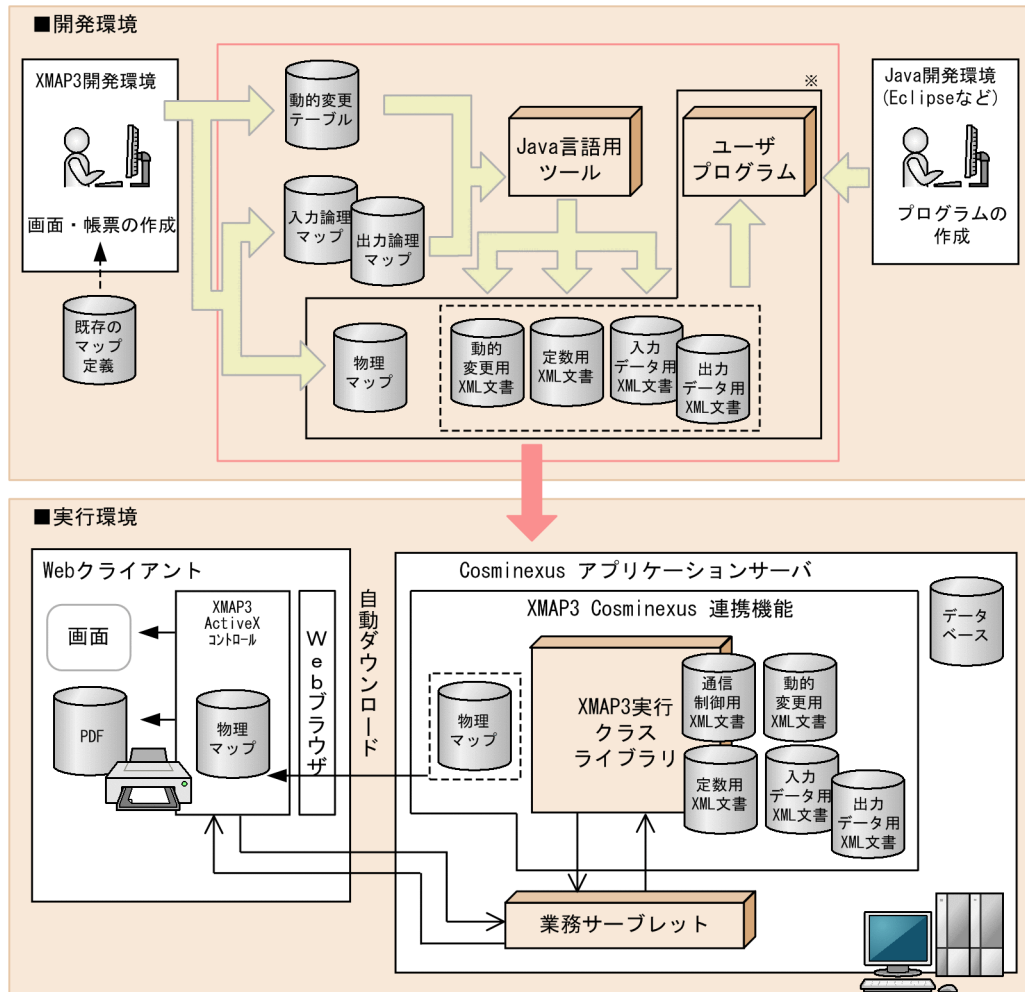 ■開発環境
XMAP3開発環境
画面・帳票の作成
既存の
マップ
定義
動的変更
テーブル
入力論理
マップ
出力論理
マップ
Java言語用
ツール
※
ユーザ
プログラム
Java開発環境
(Eclipseなど)
プログラムの
作成
物理
マップ
動的
変更用
XML文書
定数用
XML文書
入力
データ用
XML文書
出力
データ用
XML文書
■実行環境
Webクライアント
画面
PDF
XMAP3
ActiveX
コントロール
物理
マップ
Webブラウザ
自動ダウンロード
Cosminexus アプリケーションサーバ
XMAP3 Cosminexus 連携機能
物理
マップ
XMAP3実行
クラス
ライブラリ
通信
制御用
XML文書
動的
変更用
XML文書
定数用
XML文書
入力
データ用
XML文書
出力
データ用
XML文書
データ
ベース
業務サーブレット